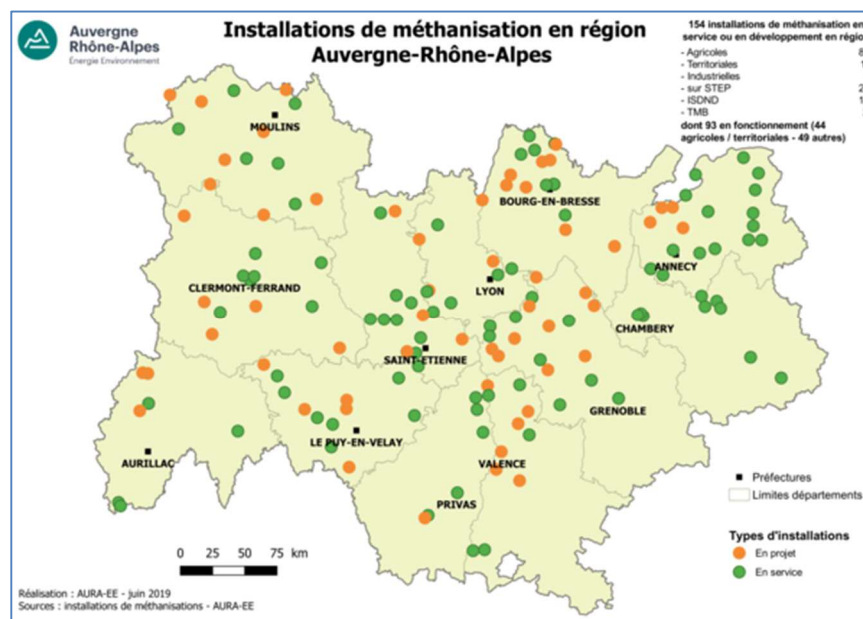 Auvergne
Rhône-Alpes
Énergie Environnement
Installations de méthanisation en région
Auvergne-Rhône-Alpes
154 installations de méthanisation en
service ou en développement en région
- Agricoles
- Territoriales
- Industrielles
- sur STEP
- ISDND
- TMB
dont 93 en fonctionnement (44
agricoles / territoriales - 49 autres)
MOULINS
BOURG-EN-BRESSE
ANNECY
CLERMONT-FERRAND
LYON
CHAMBERY
SAINT-ETIENNE
GRENOBLE
LE PUY-EN-VELAY
AURILLAC
VALENCE
PRIVAS
Préfectures
Limites départements
Types d'installations
En projet
En service
0 25 50 75 km
Réalisation : AURA-EE - juin 2019
Sources : installations de méthanisations - AURA-EE